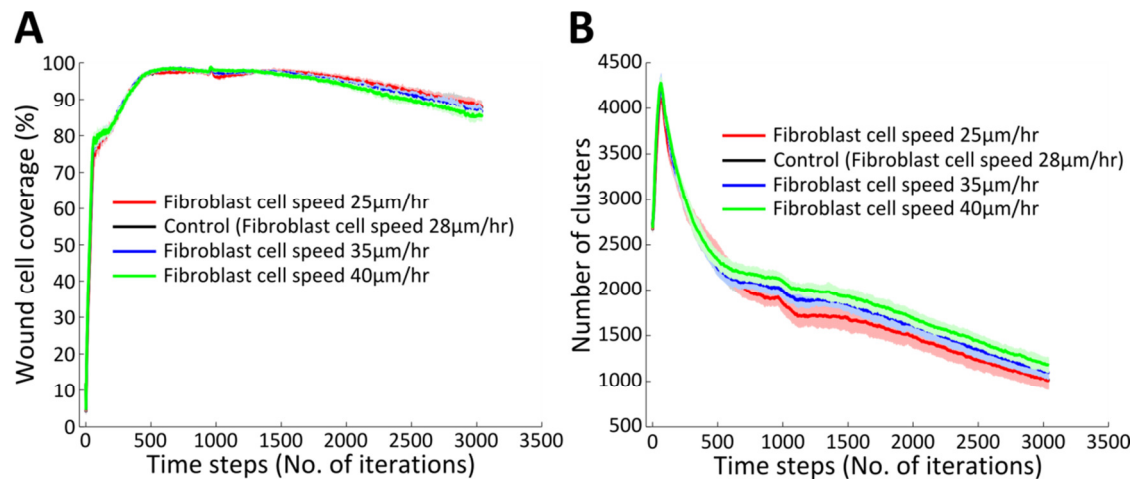 A
Wound cell coverage (%)
100
90
80
70
60
50
40
30
20
10
0
Fibroblast cell speed 25µm/hr
Control (Fibroblast cell speed 28µm/hr)
Fibroblast cell speed 35µm/hr
Fibroblast cell speed 40µm/hr
0 500 1000 1500 2000 2500 3000 3500
Time steps (No. of iterations)
B
Number of clusters
4500
4000
3500
3000
2500
2000
1500
1000
500
Fibroblast cell speed 25µm/hr
Control (Fibroblast cell speed 28µm/hr)
Fibroblast cell speed 35µm/hr
Fibroblast cell speed 40µm/hr
0 500 1000 1500 2000 2500 3000 3500
Time steps (No. of iterations)